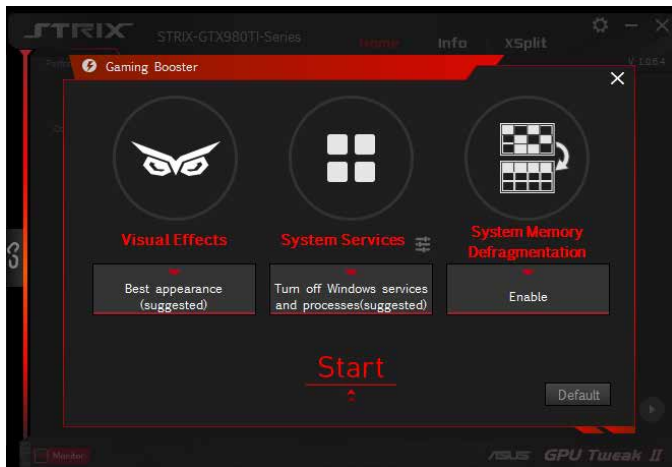 STRIX
STRIX-GTX980TI-Series
Home
Info
XSplit
Gaming Booster
Visual Effects
System Services
System Memory
Defragmentation
Best appearance
(suggested)
Turn off Windows services
and processes(suggested)
Enable
Start
Default
Monitor
ASUS GPU Tweak II